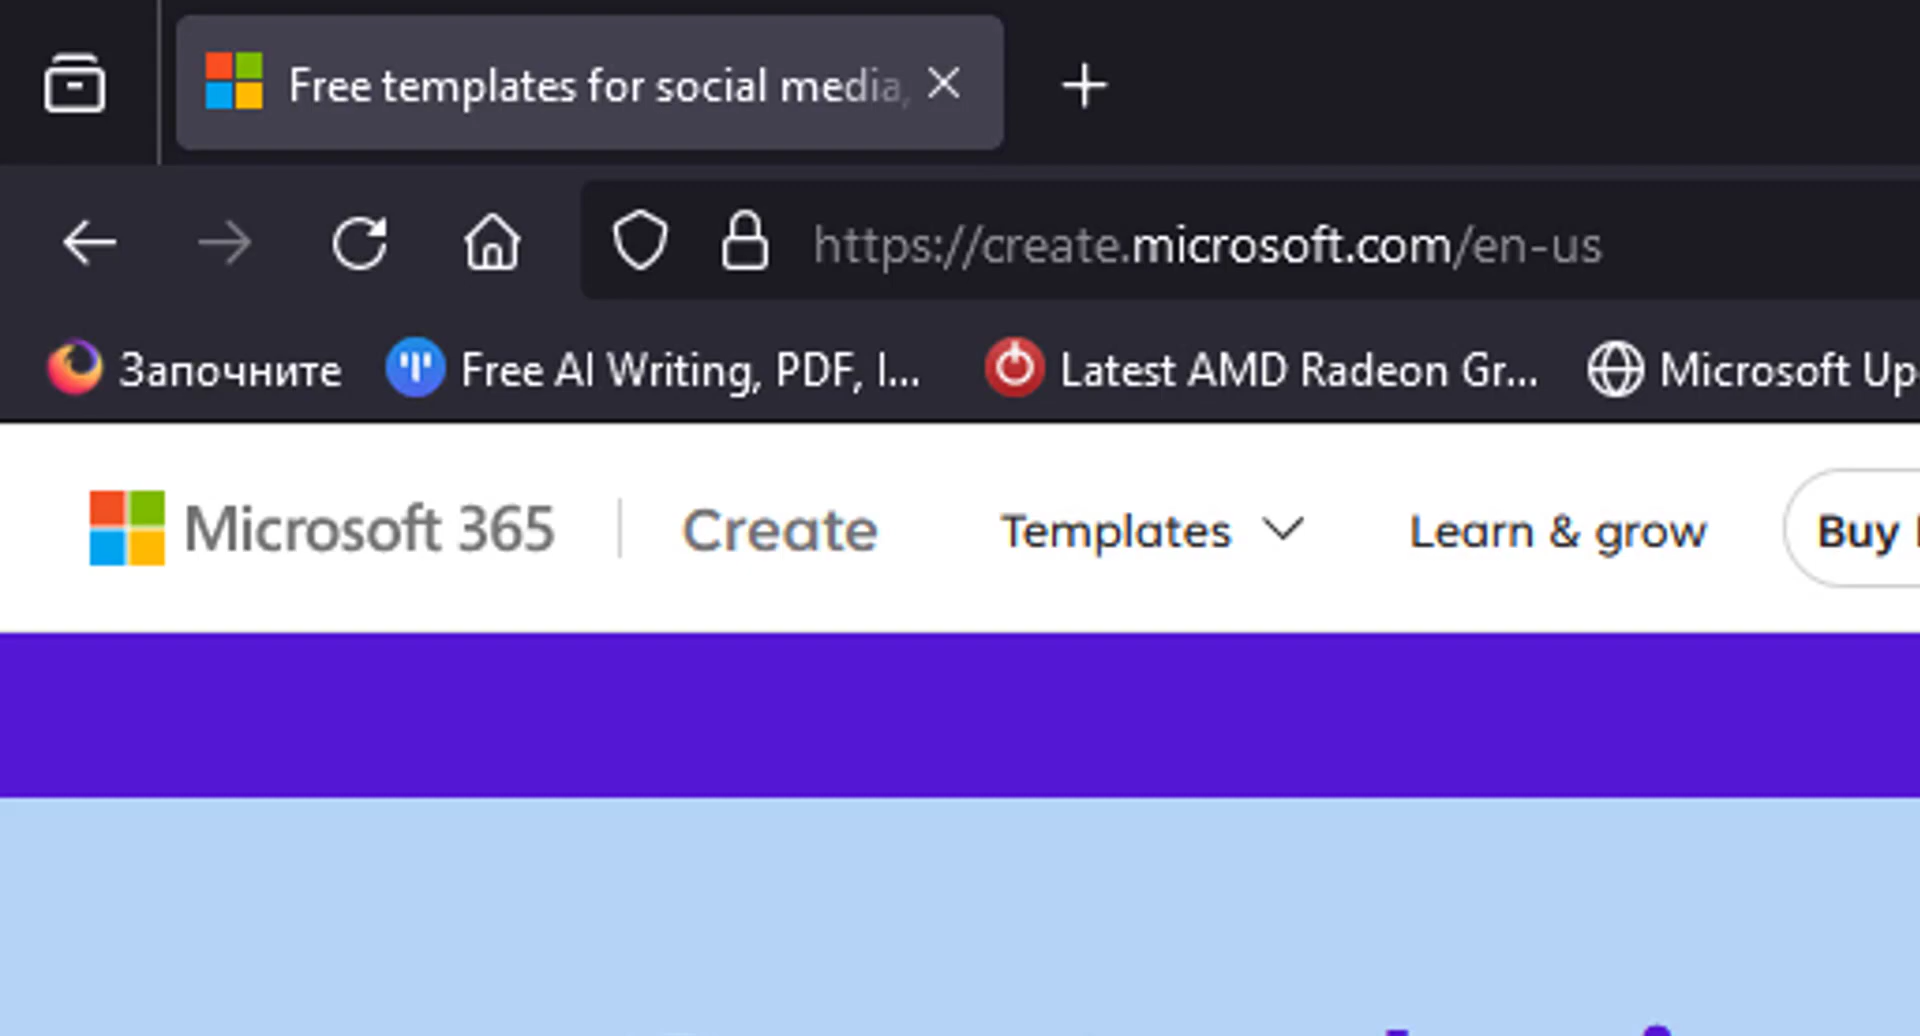 Free templates for social media,
https://create.microsoft.com/en-us
Започните Free AI Writing, PDF, I... Latest AMD Radeon Gr... Microsoft Up
Microsoft 365 Create Templates Learn & grow Buy